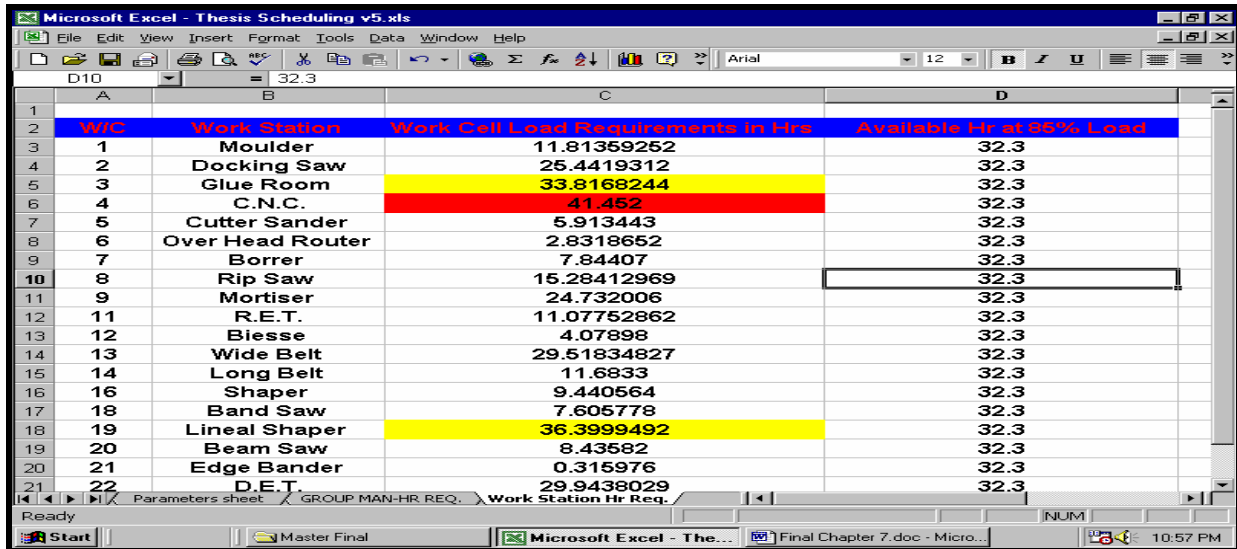 Microsoft Excel - Thesis Scheduling v5.xls
File Edit View Insert Format Tools Data Window Help
Arial 12 B I U
D10 = 32.3
A B C D
1
2 W/C Work Station Work Cell Load Requirements in Hrs Available Hr at 85% Load
3 1 Moulder 11.81359252 32.3
4 2 Docking Saw 25.4419312 32.3
5 3 Glue Room 33.8168244 32.3
6 4 C.N.C. 41.452 32.3
7 5 Cutter Sander 5.913443 32.3
8 6 Over Head Router 2.8318652 32.3
9 7 Borrer 7.84407 32.3
10 8 Rip Saw 15.28412969 32.3
11 9 Mortiser 24.732006 32.3
12 11 R.E.T. 11.07752862 32.3
13 12 Biesse 4.07898 32.3
14 13 Wide Belt 29.51834827 32.3
15 14 Long Belt 11.6833 32.3
16 16 Shaper 9.440564 32.3
17 18 Band Saw 7.605778 32.3
18 19 Lineal Shaper 36.3999492 32.3
19 20 Beam Saw 8.43582 32.3
20 21 Edge Bander 0.315976 32.3
21 22 D.E.T. 29.9438029 32.3
Parameters sheet GROUP MAN-HR REQ. Work Station Hr Req.
Ready NUM
Start Master Final Microsoft Excel - The... Final Chapter 7.doc - Micro... 10:57 PM